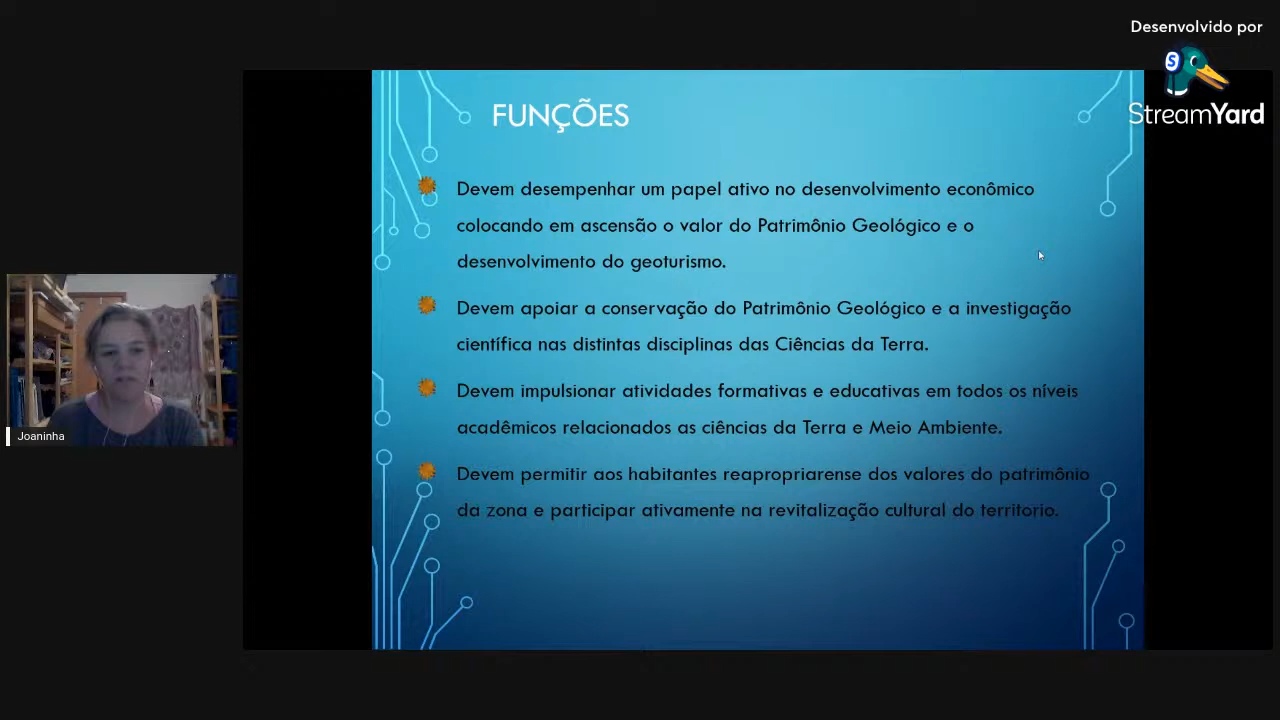 Desenvolvido por
StreamYard
FUNÇÕES
Devem desempenhar um papel ativo no desenvolvimento econômico
colocando em ascensão o valor do Patrimônio Geológico e o
desenvolvimento do geoturismo.
Devem apoiar a conservação do Patrimônio Geológico e a investigação
científica nas distintas disciplinas das Ciências da Terra.
Devem impulsionar atividades formativas e educativas em todos os níveis
acadêmicos relacionados as ciências da Terra e Meio Ambiente.
Devem permitir aos habitantes reapropriarense dos valores do patrimônio
da zona e participar ativamente na revitalização cultural do territorio.
Joaninha